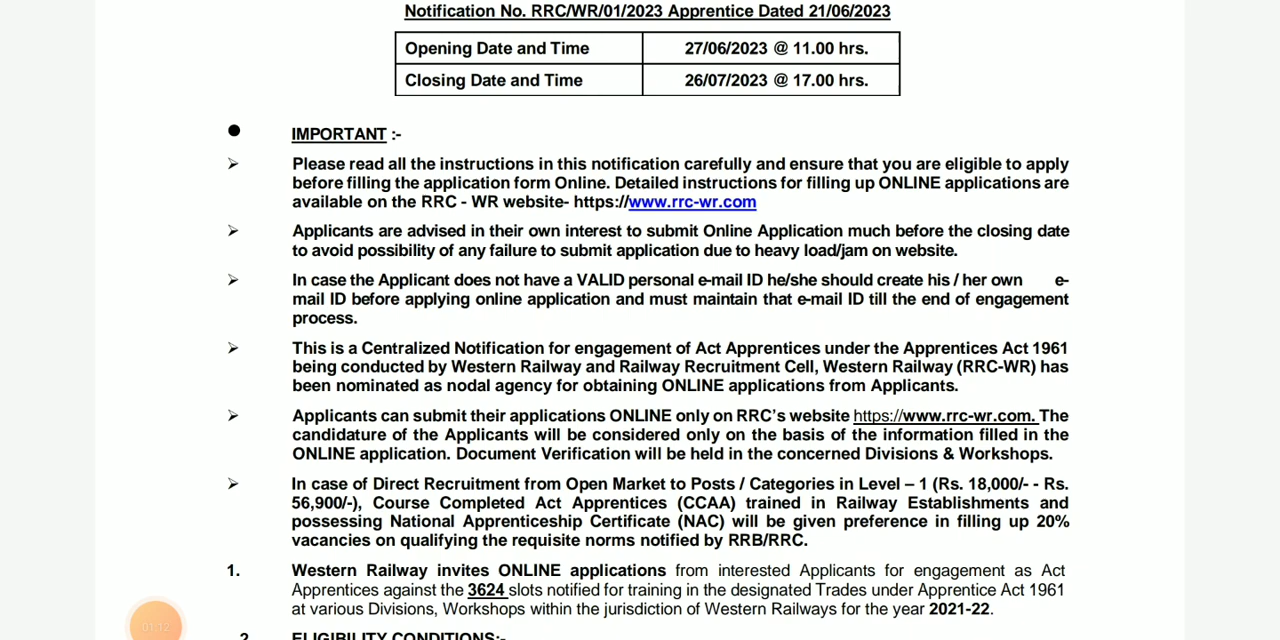 Notification No. RRC/WR/01/2023 Apprentice Dated 21/06/2023
Opening Date and Time 27/06/2023 @ 11.00 hrs.
Closing Date and Time 26/07/2023 @ 17.00 hrs.
● IMPORTANT :-
➢ Please read all the instructions in this notification carefully and ensure that you are eligible to apply
before filling the application form Online. Detailed instructions for filling up ONLINE applications are
available on the RRC - WR website- https://www.rrc-wr.com
➢ Applicants are advised in their own interest to submit Online Application much before the closing date
to avoid possibility of any failure to submit application due to heavy load/jam on website.
➢ In case the Applicant does not have a VALID personal e-mail ID he/she should create his / her own e-
mail ID before applying online application and must maintain that e-mail ID till the end of engagement
process.
➢ This is a Centralized Notification for engagement of Act Apprentices under the Apprentices Act 1961
being conducted by Western Railway and Railway Recruitment Cell, Western Railway (RRC-WR) has
been nominated as nodal agency for obtaining ONLINE applications from Applicants.
➢ Applicants can submit their applications ONLINE only on RRC's website https://www.rrc-wr.com. The
candidature of the Applicants will be considered only on the basis of the information filled in the
ONLINE application. Document Verification will be held in the concerned Divisions & Workshops.
➢ In case of Direct Recruitment from Open Market to Posts / Categories in Level – 1 (Rs. 18,000/- - Rs.
56,900/-), Course Completed Act Apprentices (CCAA) trained in Railway Establishments and
possessing National Apprenticeship Certificate (NAC) will be given preference in filling up 20%
vacancies on qualifying the requisite norms notified by RRB/RRC.
1. Western Railway invites ONLINE applications from interested Applicants for engagement as Act
Apprentices against the 3624 slots notified for training in the designated Trades under Apprentice Act 1961
at various Divisions, Workshops within the jurisdiction of Western Railways for the year 2021-22.
01:12
2. ELIGIBILITY CONDITIONS:-